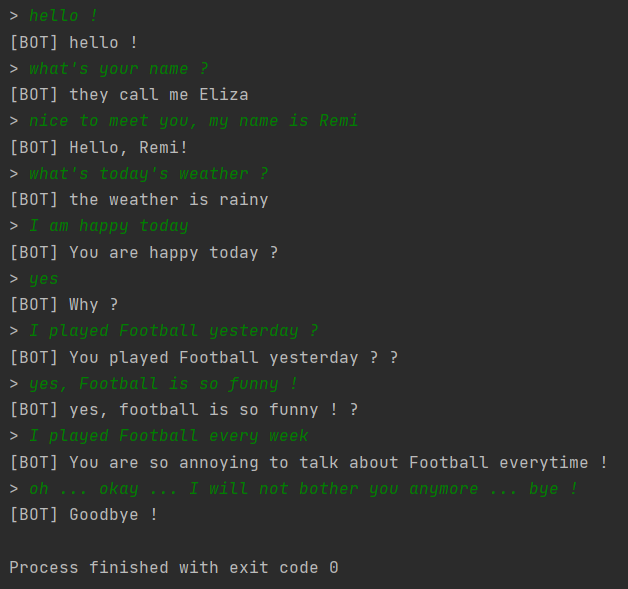 > hello !
[BOT] hello !
> what's your name ?
[BOT] they call me Eliza
> nice to meet you, my name is Remi
[BOT] Hello, Remi!
> what's today's weather ?
[BOT] the weather is rainy
> I am happy today
[BOT] You are happy today ?
> yes
[BOT] Why ?
> I played Football yesterday ?
[BOT] You played Football yesterday ? ?
> yes, Football is so funny !
[BOT] yes, football is so funny ! ?
> I played Football every week
[BOT] You are so annoying to talk about Football everytime !
> oh ... okay ... I will not bother you anymore ... bye !
[BOT] Goodbye !
Process finished with exit code 0